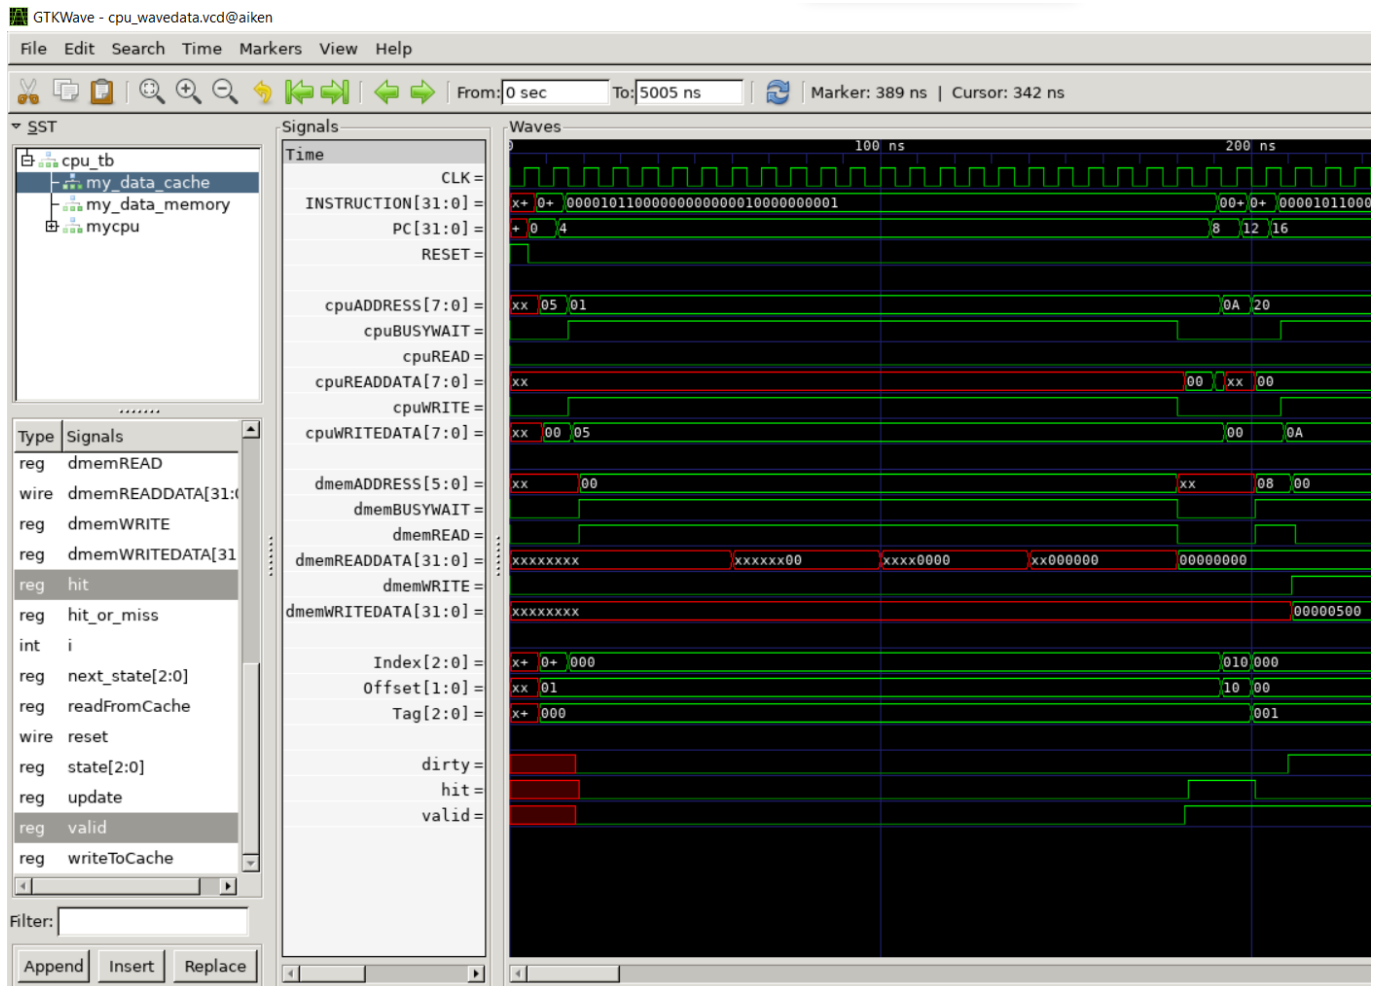 GTKWave - cpu_wavedata.vcd@aiken
File Edit Search Time Markers View Help
From: 0 sec To: 5005 ns Marker: 389 ns | Cursor: 342 ns
SST
cpu_tb
my_data_cache
my_data_memory
mycpu
Type Signals
reg dmemREAD
wire dmemREADDATA[31:0
reg dmemWRITE
reg dmemWRITEDATA[31
reg hit
reg hit_or_miss
int i
reg next_state[2:0]
reg readFromCache
wire reset
reg state[2:0]
reg update
reg valid
reg writeToCache
Filter:
Append Insert Replace
Signals
Time
CLK =
INSTRUCTION[31:0] =
PC[31:0] =
RESET =
cpuADDRESS[7:0] =
cpuBUSYWAIT =
cpuREAD =
cpuREADDATA[7:0] =
cpuWRITE =
cpuWRITEDATA[7:0] =
dmemADDRESS[5:0] =
dmemBUSYWAIT =
dmemREAD =
dmemREADDATA[31:0] =
dmemWRITE =
dmemWRITEDATA[31:0] =
Index[2:0] =
Offset[1:0] =
Tag[2:0] =
dirty =
hit =
valid =
Waves
0 100 ns 200 ns
x+ 0+ 00001011000000000000010000000001 00+ 0+ 00001011000
+ 0 4 8 12 16
xx 05 01 0A 20
xx 00 xx 00
xx 00 05 00 0A
xx 00 xx 08 00
xxxxxxxx xxxxxx00 xxxx0000 xx000000 00000000
xxxxxxxx 00000500
x+ 0+ 000 010 000
xx 01 10 00
x+ 000 001